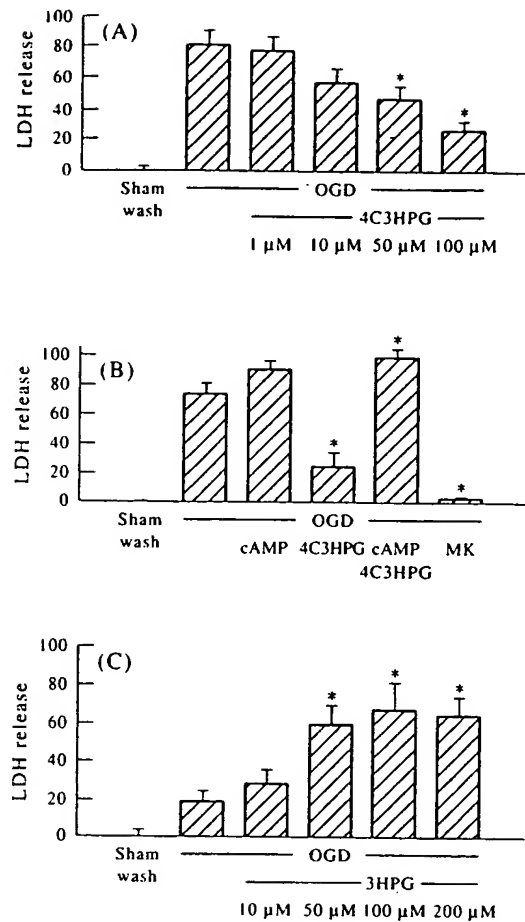 (A)
LDH release
80
60
40
20
0
*
*
Sham
wash
OGD
4C3HPG
1 µM 10 µM 50 µM 100 µM
(B)
LDH release
100
80
60
40
20
0
*
*
*
Sham
wash
OGD
cAMP 4C3HPG cAMP MK
4C3HPG
(C)
LDH release
100
80
60
40
20
0
*
*
*
Sham
wash
OGD
3HPG
10 µM 50 µM 100 µM 200 µM